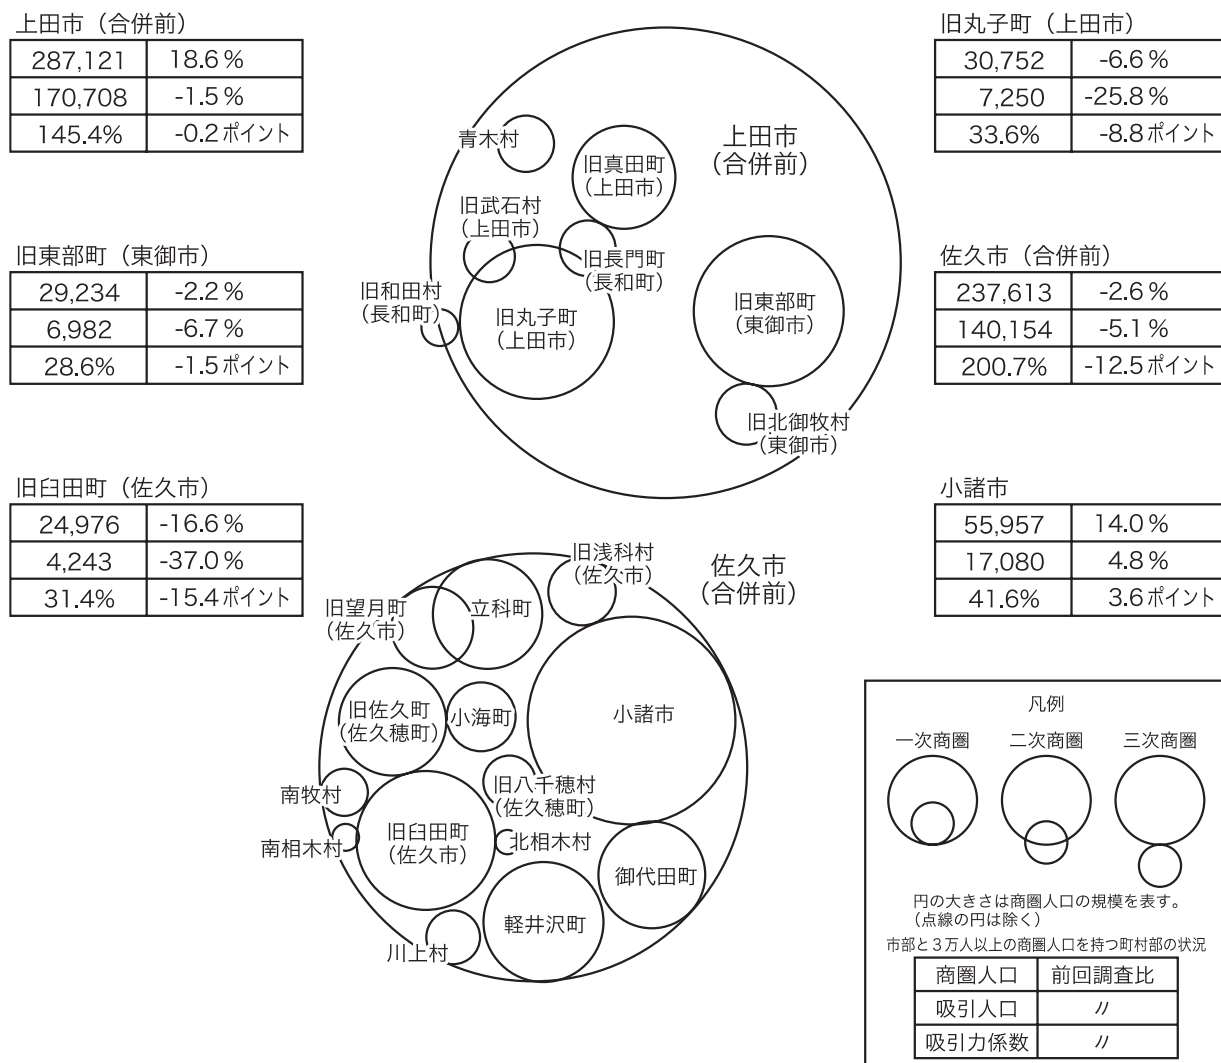 上田市（合併前）
287,121 18.6％
170,708 -1.5％
145.4% -0.2ポイント
旧丸子町（上田市）
30,752 -6.6％
7,250 -25.8％
33.6% -8.8ポイント
旧東部町（東御市）
29,234 -2.2％
6,982 -6.7％
28.6% -1.5ポイント
佐久市（合併前）
237,613 -2.6％
140,154 -5.1％
200.7% -12.5ポイント
旧臼田町（佐久市）
24,976 -16.6％
4,243 -37.0％
31.4% -15.4ポイント
小諸市
55,957 14.0％
17,080 4.8％
41.6% 3.6ポイント
上田市
（合併前）
青木村
旧真田町
（上田市）
旧武石村
（上田市）
旧長門町
（長和町）
旧和田村
（長和町）
旧丸子町
（上田市）
旧東部町
（東御市）
旧北御牧村
（東御市）
佐久市
（合併前）
旧浅科村
（佐久市）
旧望月町
（佐久市）
立科町
旧佐久町
（佐久穂町）
小海町
小諸市
南牧村
旧八千穂村
（佐久穂町）
南相木村
旧臼田町
（佐久市）
北相木村
御代田町
軽井沢町
川上村
凡例
一次商圏 二次商圏 三次商圏
円の大きさは商圏人口の規模を表す。
（点線の円は除く）
市部と３万人以上の商圏人口を持つ町村部の状況
商圏人口 前回調査比
吸引人口 〃
吸引力係数 〃